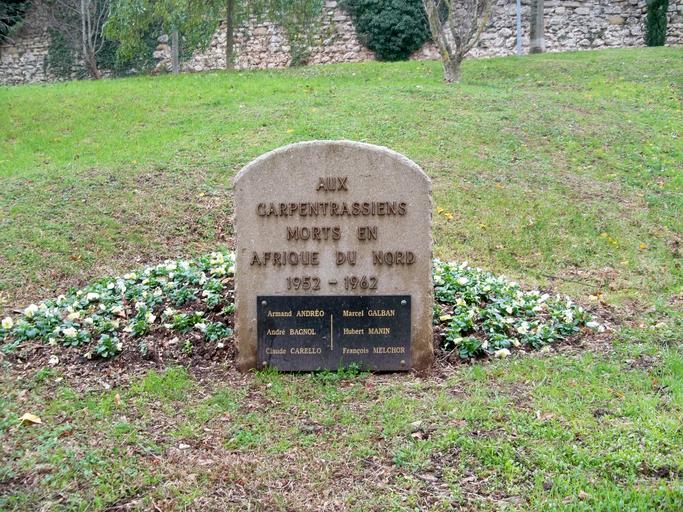 AUX
CARPENTRASSIENS
MORTS EN
AFRIQUE DU NORD
1952 - 1962
Armand ANDRÉO
André BAGNOL
Claude CARELLO
Marcel GALBAN
Hubert MANIN
François MELCHOR